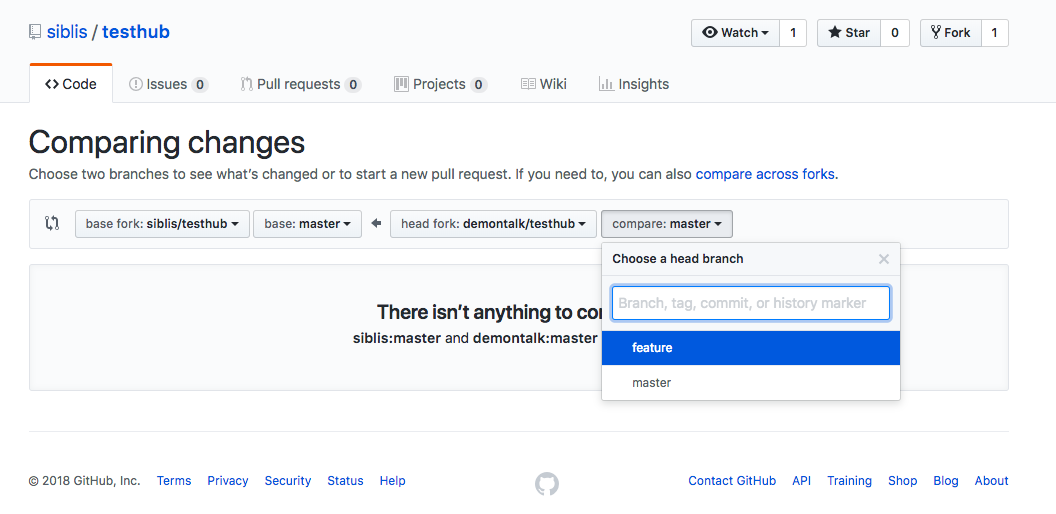 siblis / testhub
Watch 1 Star 0 Fork 1
Code Issues 0 Pull requests 0 Projects 0 Wiki Insights
Comparing changes
Choose two branches to see what's changed or to start a new pull request. If you need to, you can also compare across forks.
base fork: siblis/testhub base: master head fork: demontalk/testhub compare: master
Choose a head branch
Branch, tag, commit, or history marker
feature
master
There isn't anything to
siblis:master and demontalk:master
© 2018 GitHub, Inc. Terms Privacy Security Status Help Contact GitHub API Training Shop Blog About